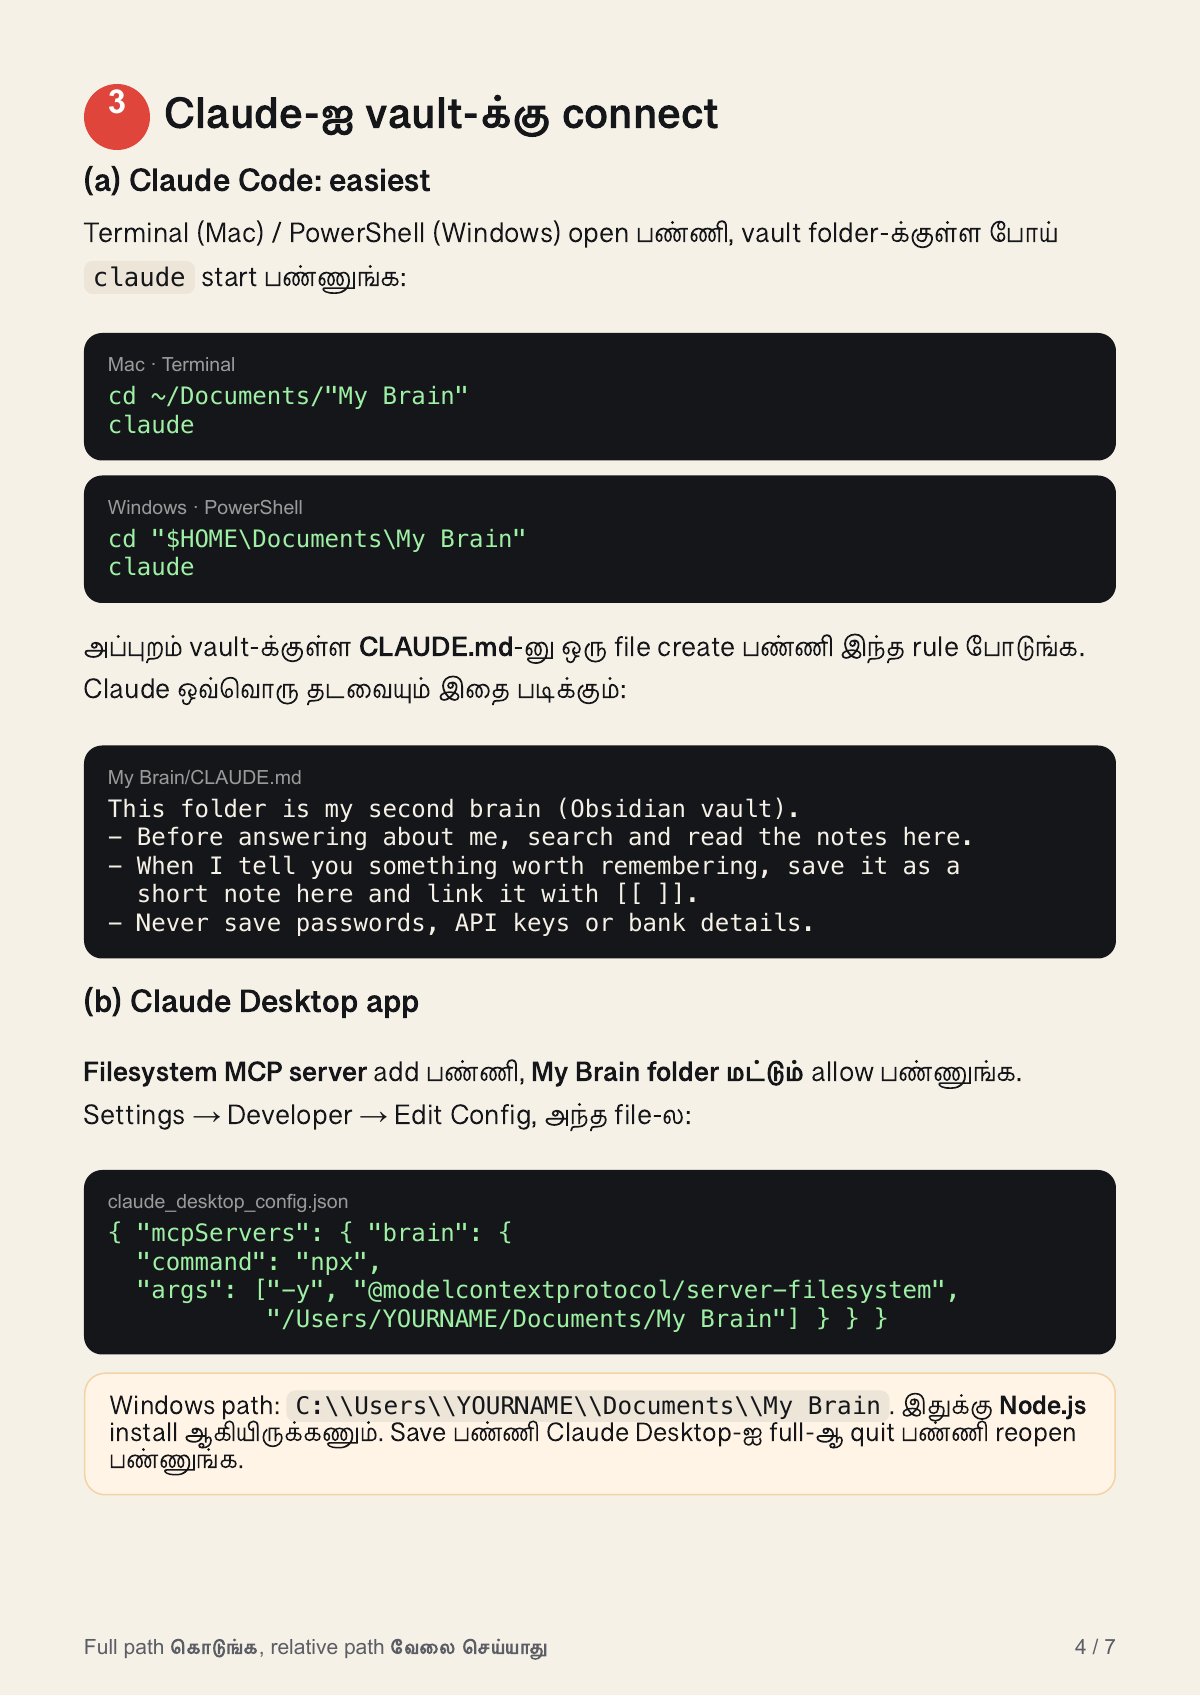 3
Claude-ஐ vault-க்கு connect
(a) Claude Code: easiest
Terminal (Mac) / PowerShell (Windows) open பண்ணி, vault folder-க்குள்ள போய்
claude start பண்ணுங்க:
Mac · Terminal
cd ~/Documents/"My Brain"
claude
Windows · PowerShell
cd "$HOME\Documents\My Brain"
claude
அப்புறம் vault-க்குள்ள CLAUDE.md-னு ஒரு file create பண்ணி இந்த rule போடுங்க.
Claude ஒவ்வொரு தடவையும் இதை படிக்கும்:
My Brain/CLAUDE.md
This folder is my second brain (Obsidian vault).
– Before answering about me, search and read the notes here.
– When I tell you something worth remembering, save it as a
short note here and link it with [[ ]].
– Never save passwords, API keys or bank details.
(b) Claude Desktop app
Filesystem MCP server add பண்ணி, My Brain folder மட்டும் allow பண்ணுங்க.
Settings → Developer → Edit Config, அந்த file-ல:
claude_desktop_config.json
{ "mcpServers": { "brain": {
"command": "npx",
"args": ["-y", "@modelcontextprotocol/server-filesystem",
"/Users/YOURNAME/Documents/My Brain"] } } }
Windows path: C:\\Users\\YOURNAME\\Documents\\My Brain . இதுக்கு Node.js
install ஆகியிருக்கணும். Save பண்ணி Claude Desktop-ஐ full-ஆ quit பண்ணி reopen
பண்ணுங்க.
Full path கொடுங்க, relative path வேலை செய்யாது
4 / 7